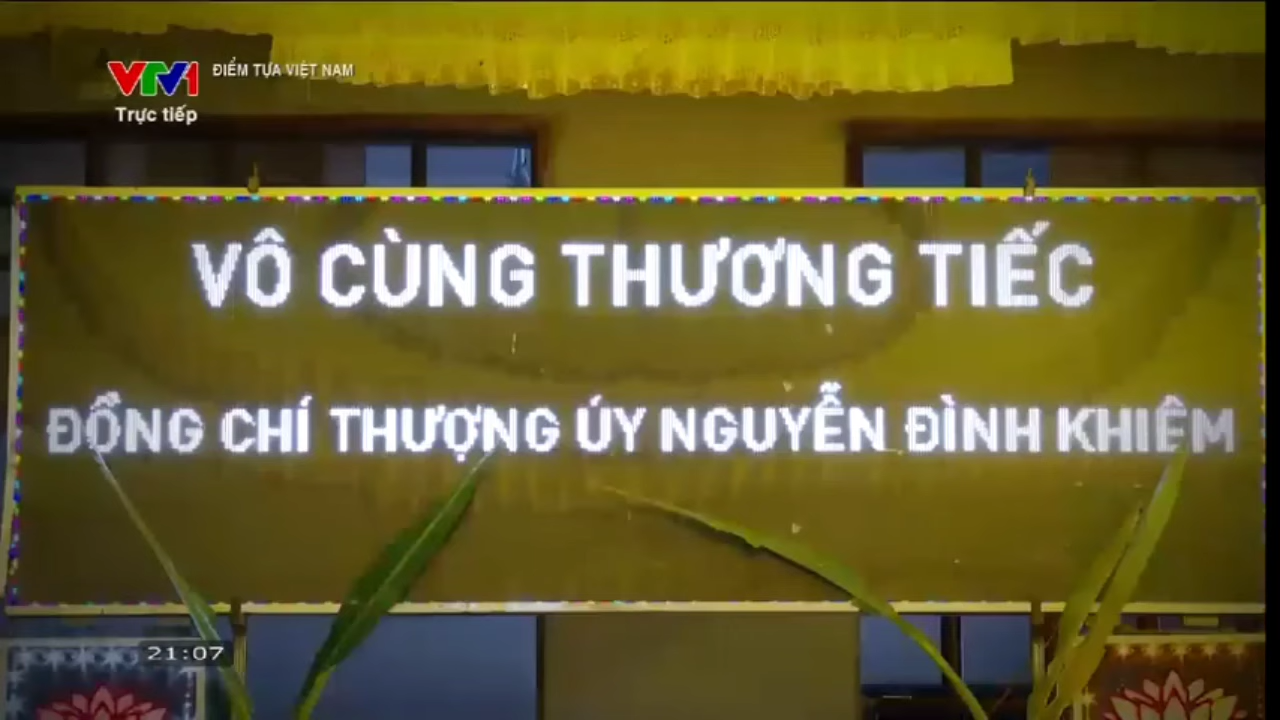 VTV1 ĐIỂM TỰA VIỆT NAM
Trực tiếp
VÔ CÙNG THƯƠNG TIẾC
ĐỒNG CHÍ THƯỢNG ÚY NGUYỄN ĐÌNH KHIÊM
21:07